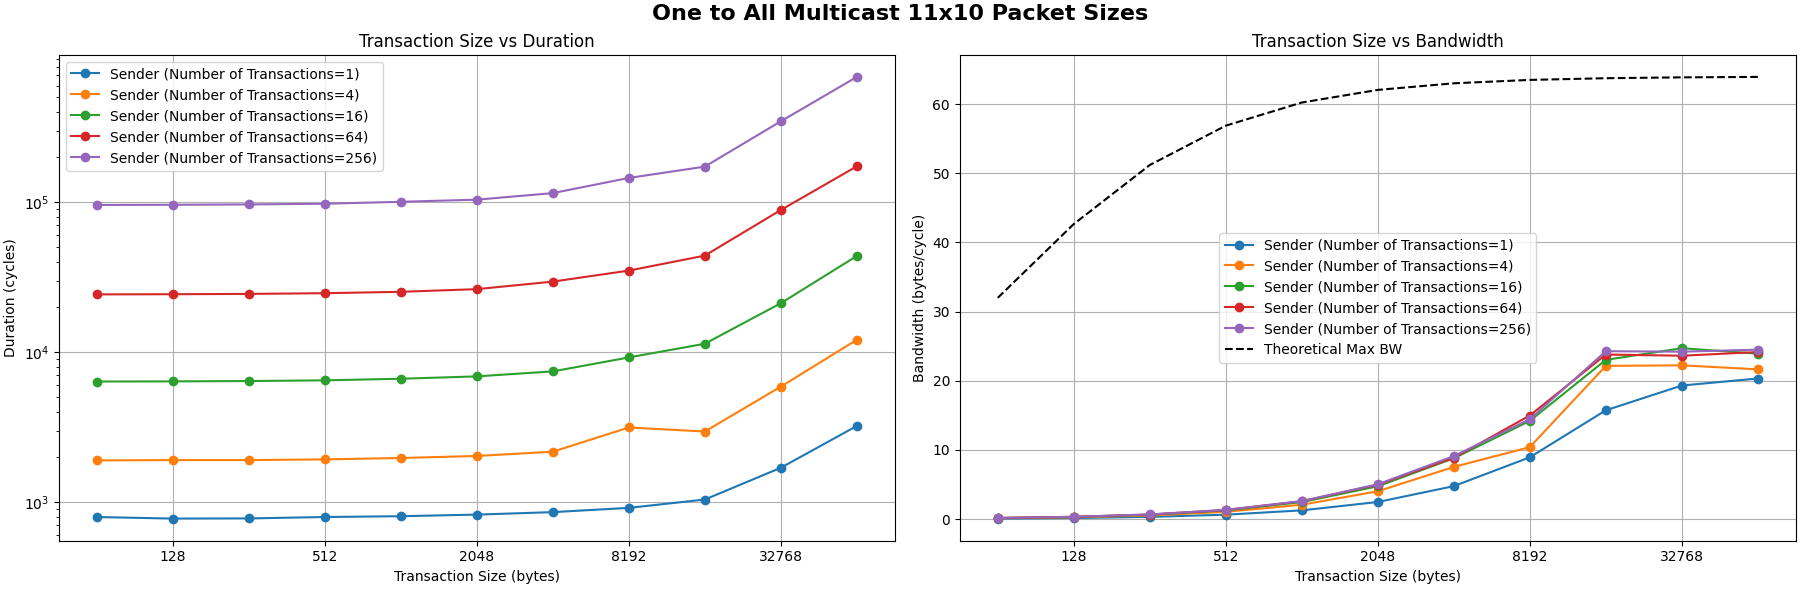 One to All Multicast 11x10 Packet Sizes
Transaction Size vs Duration
Sender (Number of Transactions=1)
Sender (Number of Transactions=4)
Sender (Number of Transactions=16)
Sender (Number of Transactions=64)
Sender (Number of Transactions=256)
Duration (cycles)
10^5
10^4
10^3
128 512 2048 8192 32768
Transaction Size (bytes)
Transaction Size vs Bandwidth
Bandwidth (bytes/cycle)
60
50
40
30
20
10
0
Sender (Number of Transactions=1)
Sender (Number of Transactions=4)
Sender (Number of Transactions=16)
Sender (Number of Transactions=64)
Sender (Number of Transactions=256)
Theoretical Max BW
128 512 2048 8192 32768
Transaction Size (bytes)